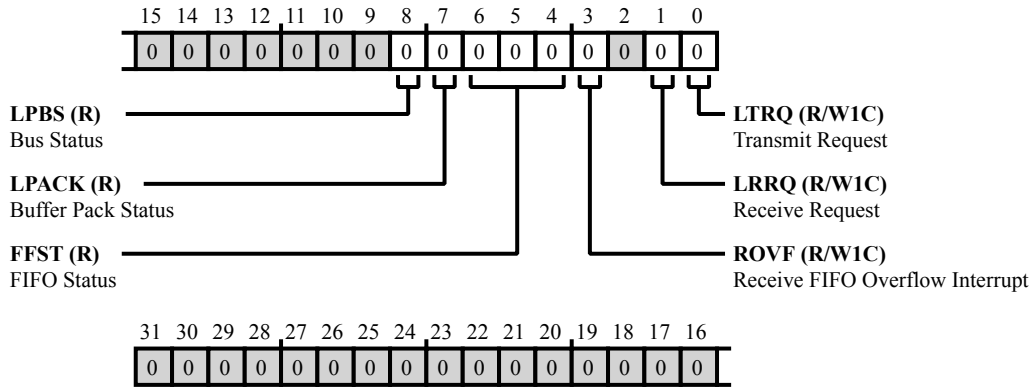 15 14 13 12 11 10 9 8 7 6 5 4 3 2 1 0
0 0 0 0 0 0 0 0 0 0 0 0 0 0 0 0
LPBS (R)
Bus Status
LTRQ (R/W1C)
Transmit Request
LPACK (R)
Buffer Pack Status
LRRQ (R/W1C)
Receive Request
FFST (R)
FIFO Status
ROVF (R/W1C)
Receive FIFO Overflow Interrupt
31 30 29 28 27 26 25 24 23 22 21 20 19 18 17 16
0 0 0 0 0 0 0 0 0 0 0 0 0 0 0 0